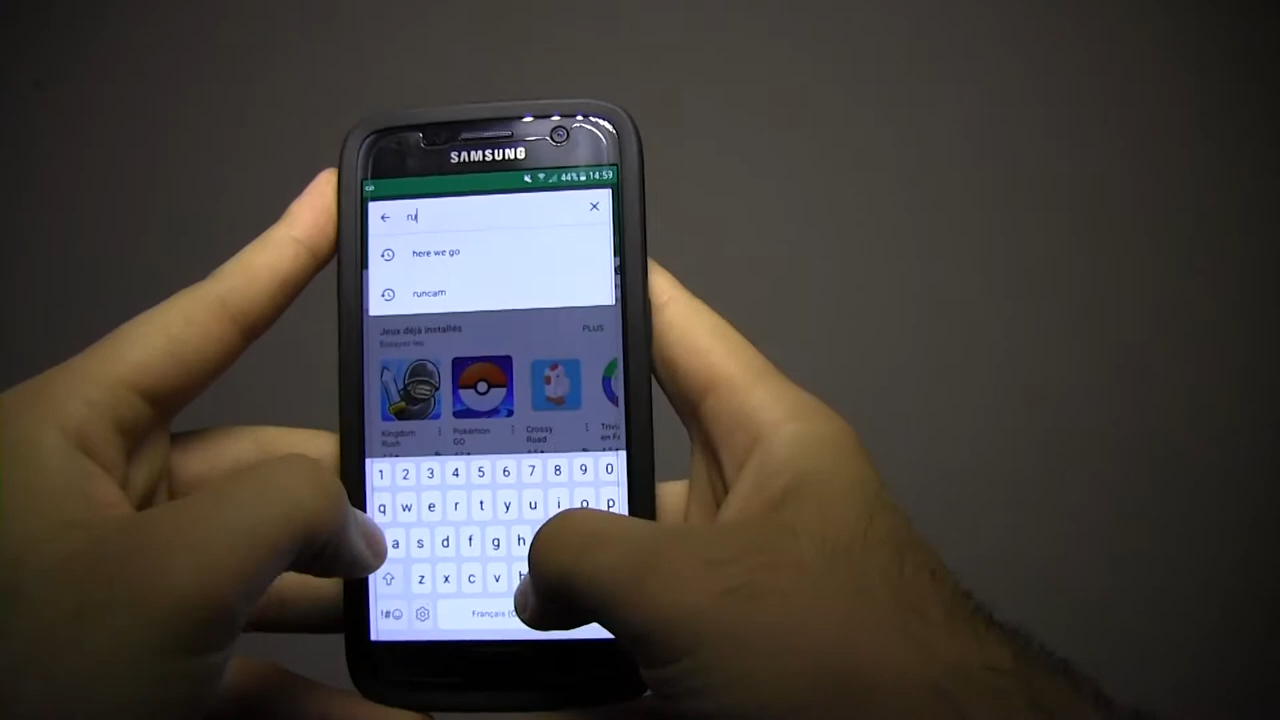 SAMSUNG
44% 14:59
ru
here we go
runcam
Jeux déjà installés
PLUS
Essayez-les
Kingdom Rush
Pokémon GO
Crossy Road
1 2 3 4 5 6 7 8 9 0
q w e r t y u i o p
a s d f g h
z x c v
!#
Français